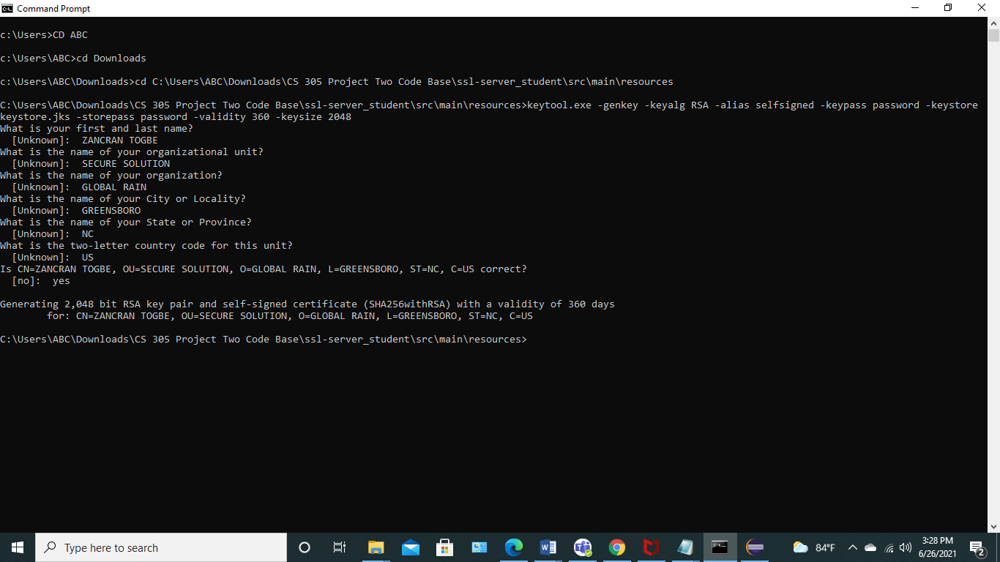 Command Prompt
c:\Users>CD ABC
c:\Users\ABC>cd Downloads
c:\Users\ABC\Downloads>cd C:\Users\ABC\Downloads\CS 305 Project Two Code Base\ssl-server_student\src\main\resources
C:\Users\ABC\Downloads\CS 305 Project Two Code Base\ssl-server_student\src\main\resources>keytool.exe -genkey -keyalg RSA -alias selfsigned -keypass password -keystore
keystore.jks -storepass password -validity 360 -keysize 2048
What is your first and last name?
  [Unknown]:  ZANCRAN TOGBE
What is the name of your organizational unit?
  [Unknown]:  SECURE SOLUTION
What is the name of your organization?
  [Unknown]:  GLOBAL RAIN
What is the name of your City or Locality?
  [Unknown]:  GREENSBORO
What is the name of your State or Province?
  [Unknown]:  NC
What is the two-letter country code for this unit?
  [Unknown]:  US
Is CN=ZANCRAN TOGBE, OU=SECURE SOLUTION, O=GLOBAL RAIN, L=GREENSBORO, ST=NC, C=US correct?
  [no]:  yes
Generating 2,048 bit RSA key pair and self-signed certificate (SHA256withRSA) with a validity of 360 days
        for: CN=ZANCRAN TOGBE, OU=SECURE SOLUTION, O=GLOBAL RAIN, L=GREENSBORO, ST=NC, C=US
C:\Users\ABC\Downloads\CS 305 Project Two Code Base\ssl-server_student\src\main\resources>
Type here to search
84°F
3:28 PM
6/26/2021
2